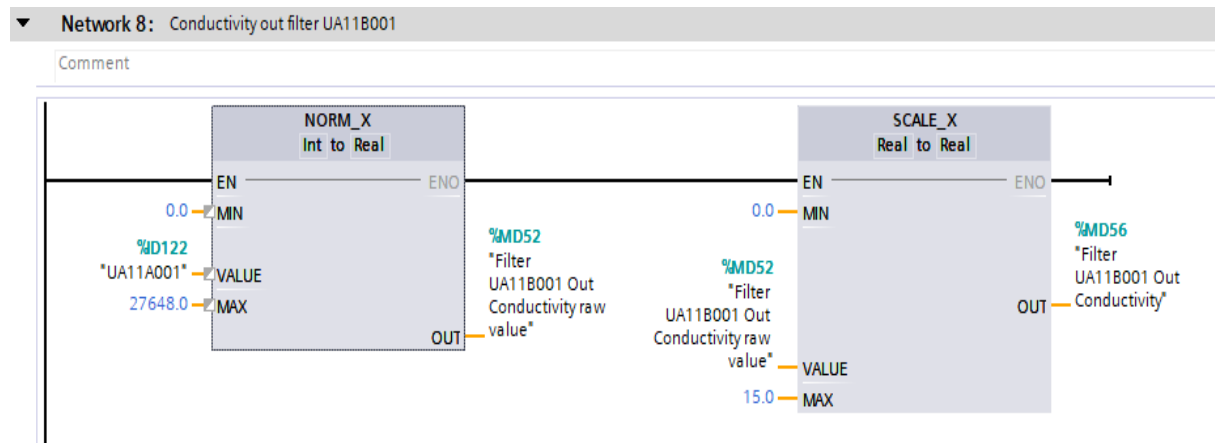 Network 8: Conductivity out filter UA11B001
Comment
NORM_X
Int to Real
EN
ENO
0.0
MIN
%ID122
"UA11A001"
VALUE
27648.0
MAX
OUT
%MD52
"Filter
UA11B001 Out
Conductivity raw
value"
SCALE_X
Real to Real
EN
ENO
0.0
MIN
%MD52
"Filter
UA11B001 Out
Conductivity raw
value"
VALUE
15.0
MAX
OUT
%MD56
"Filter
UA11B001 Out
Conductivity"